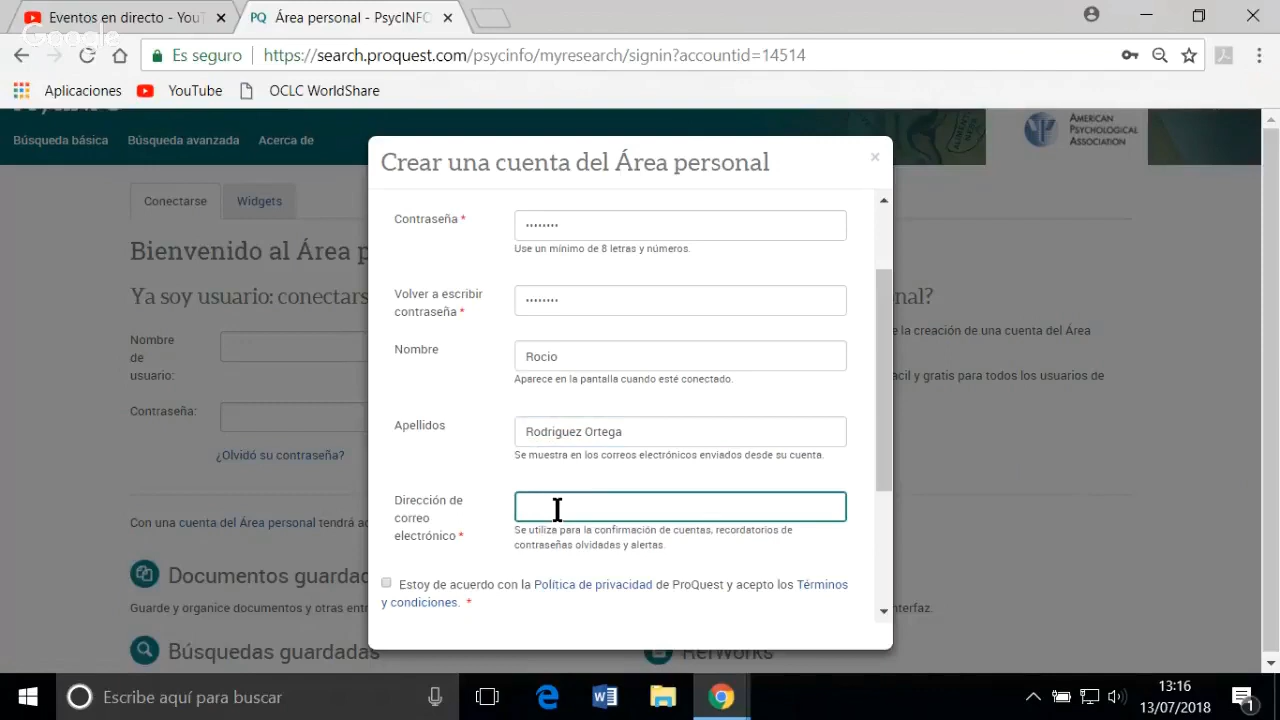 Eventos en directo - YouT
PQ Área personal - PsycINFO
Google
Es seguro https://search.proquest.com/psycinfo/myresearch/signin?accountid=14514
Aplicaciones YouTube OCLC WorldShare
Búsqueda básica Búsqueda avanzada Acerca de
AMERICAN
PSYCHOLOGICAL
ASSOCIATION
Crear una cuenta del Área personal ×
Conectarse Widgets
Contraseña *
········
Use un mínimo de 8 letras y números.
Bienvenido al Área p
Ya soy usuario: conectars
nal?
Volver a escribir
contraseña *
········
e la creación de una cuenta del Área
Nombre
de
usuario:
Nombre
Rocio
Aparece en la pantalla cuando esté conectado.
ácil y gratis para todos los usuarios de
Contraseña:
Apellidos
Rodriguez Ortega
Se muestra en los correos electrónicos enviados desde su cuenta.
¿Olvidó su contraseña?
Dirección de
correo
electrónico *
Se utiliza para la confirmación de cuentas, recordatorios de
contraseñas olvidadas y alertas.
Con una cuenta del Área personal tendrá ac
Documentos guardad
Estoy de acuerdo con la Política de privacidad de ProQuest y acepto los Términos
y condiciones. *
Guarde y organice documentos y otras entr
nterfaz.
Búsquedas guardadas
RefWorks
Escribe aquí para buscar
13:16
13/07/2018
1